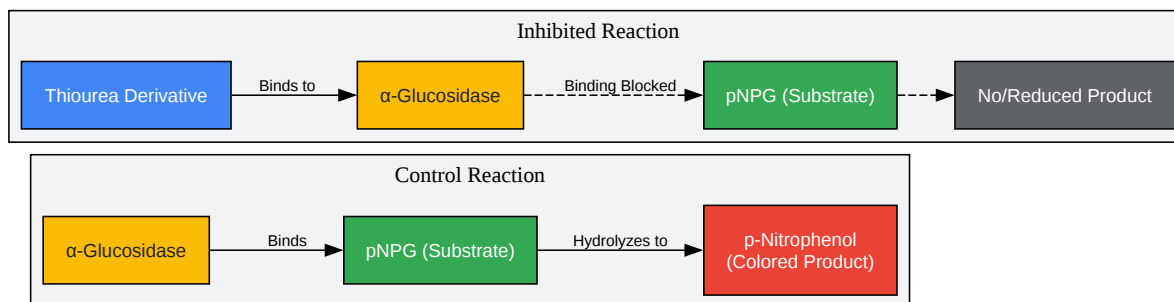 Inhibited Reaction
Thiourea Derivative
Binds to
α-Glucosidase
Binding Blocked
pNPG (Substrate)
No/Reduced Product
Control Reaction
α-Glucosidase
Binds
pNPG (Substrate)
Hydrolyzes to
p-Nitrophenol
(Colored Product)